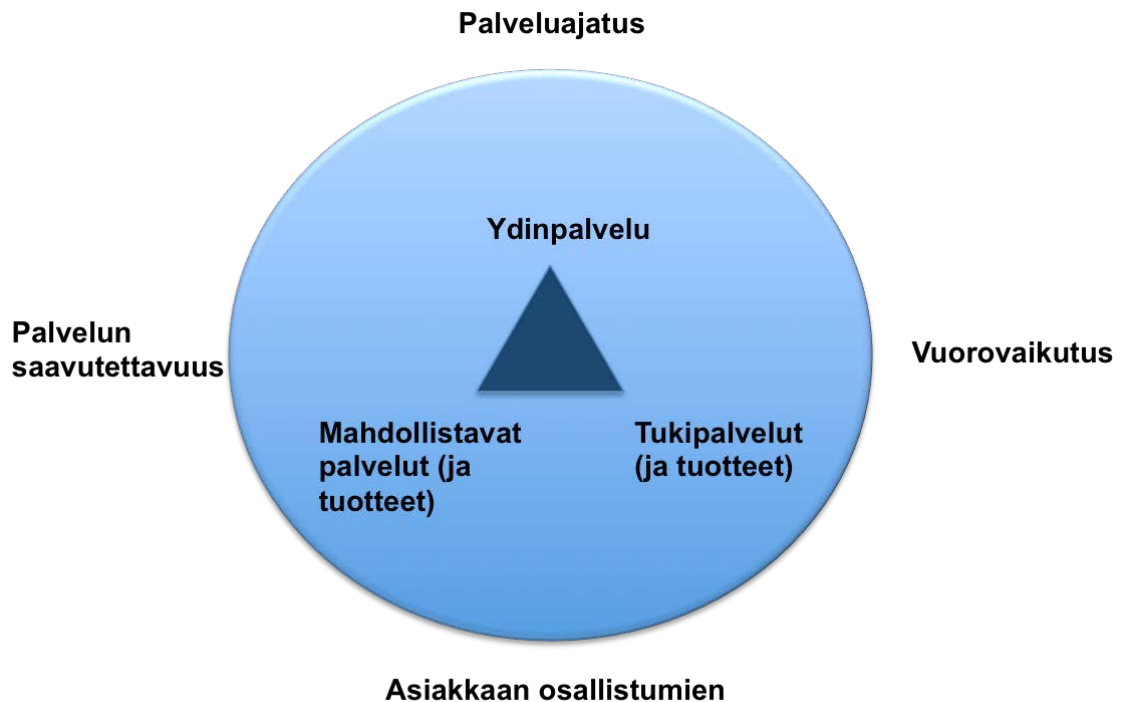 Palveluajatus
Ydinpalvelu
Palvelun
saavutettavuus
Vuorovaikutus
Mahdollistavat
palvelut (ja
tuotteet)
Tukipalvelut
(ja tuotteet)
Asiakkaan osallistumien